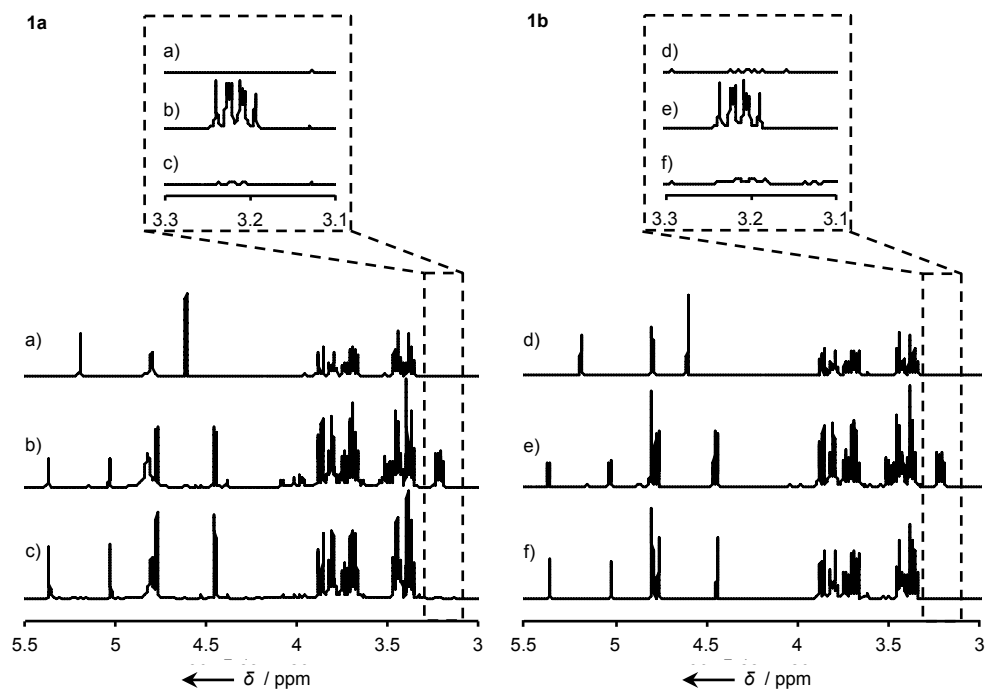 1a
a)
b)
c)
3.3 3.2 3.1
a)
b)
c)
5.5 5 4.5 4 3.5 3
δ / ppm
1b
d)
e)
f)
3.3 3.2 3.1
d)
e)
f)
5.5 5 4.5 4 3.5 3
δ / ppm